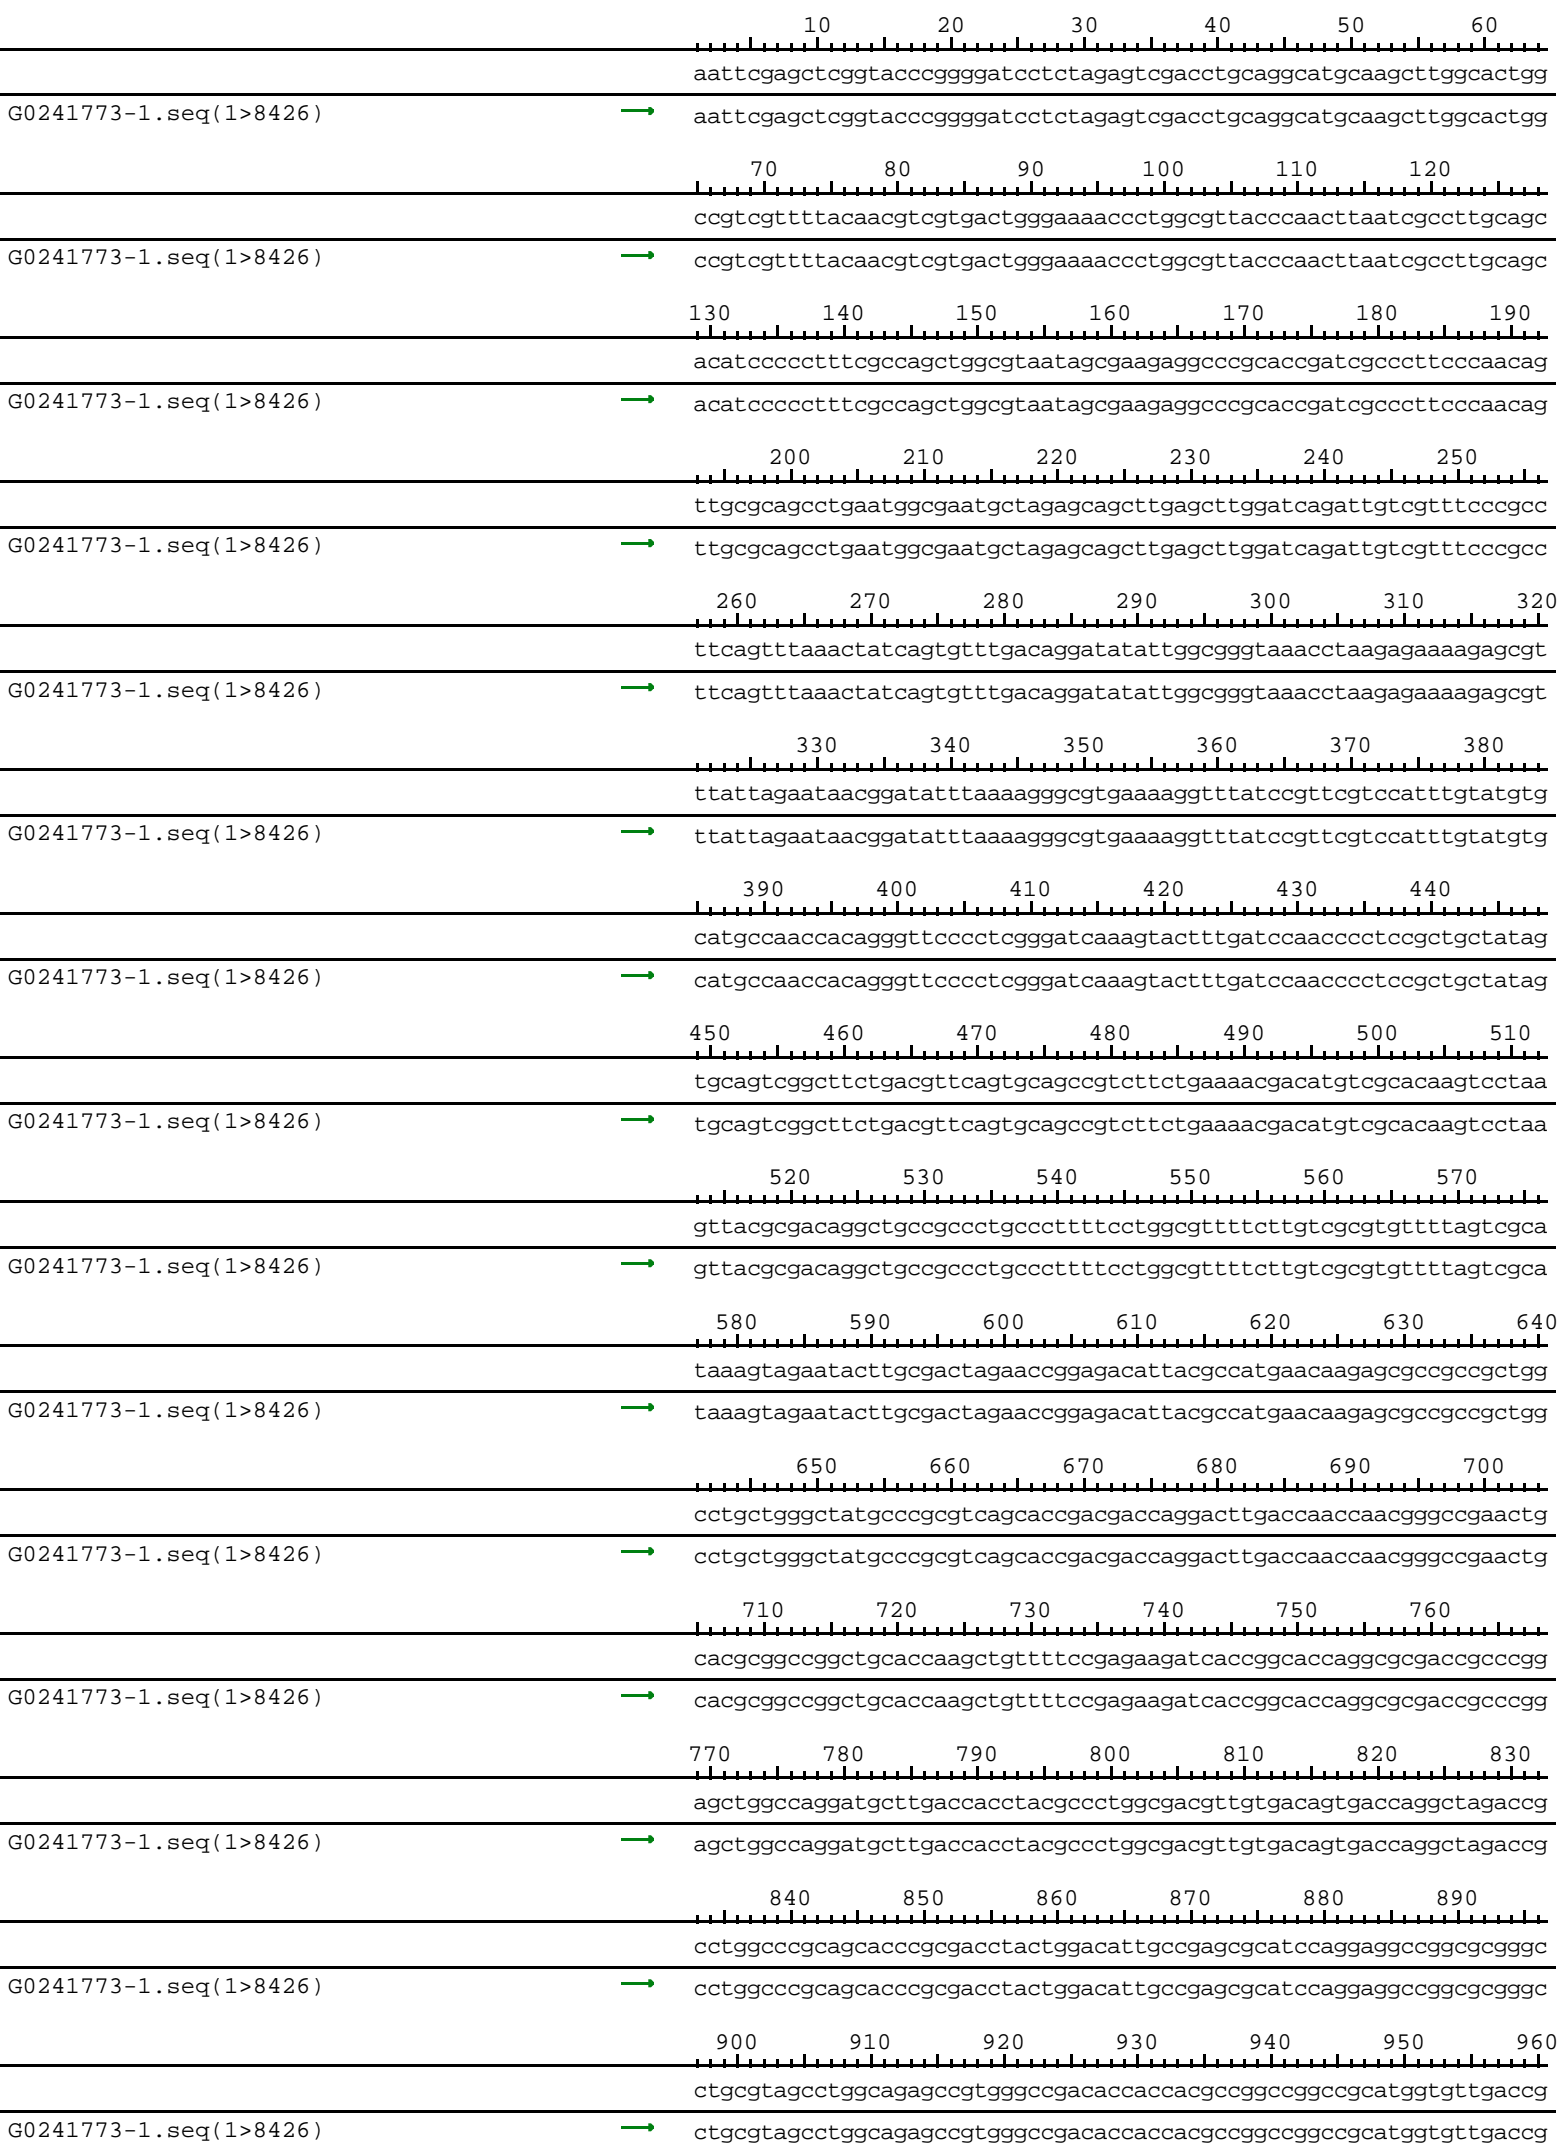 10 20 30 40 50 60
aattcgagctcggtacccggggatcctctagagtcgacctgcaggcatgcaagcttggcactgg
G0241773-1.seq(1>8426) aattcgagctcggtacccggggatcctctagagtcgacctgcaggcatgcaagcttggcactgg
70 80 90 100 110 120
ccgtcgttttacaacgtcgtgactgggaaaaccctggcgttacccaacttaatcgccttgcagc
G0241773-1.seq(1>8426) ccgtcgttttacaacgtcgtgactgggaaaaccctggcgttacccaacttaatcgccttgcagc
130 140 150 160 170 180 190
acatccccctttcgccagctggcgtaatagcgaagaggcccgcaccgatcgcccttcccaacag
G0241773-1.seq(1>8426) acatccccctttcgccagctggcgtaatagcgaagaggcccgcaccgatcgcccttcccaacag
200 210 220 230 240 250
ttgcgcagcctgaatggcgaatgctagagcagcttgagcttggatcagattgtcgtttcccgcc
G0241773-1.seq(1>8426) ttgcgcagcctgaatggcgaatgctagagcagcttgagcttggatcagattgtcgtttcccgcc
260 270 280 290 300 310 320
ttcagtttaaactatcagtgtttgacaggatatattggcgggtaaacctaagagaaaagagcgt
G0241773-1.seq(1>8426) ttcagtttaaactatcagtgtttgacaggatatattggcgggtaaacctaagagaaaagagcgt
330 340 350 360 370 380
ttattagaataacggatatttaaaagggcgtgaaaaggtttatccgttcgtccatttgtatgtg
G0241773-1.seq(1>8426) ttattagaataacggatatttaaaagggcgtgaaaaggtttatccgttcgtccatttgtatgtg
390 400 410 420 430 440
catgccaaccacagggttcccctcgggatcaaagtactttgatccaacccctccgctgctatag
G0241773-1.seq(1>8426) catgccaaccacagggttcccctcgggatcaaagtactttgatccaacccctccgctgctatag
450 460 470 480 490 500 510
tgcagtcggcttctgacgttcagtgcagccgtcttctgaaaacgacatgtcgcacaagtcctaa
G0241773-1.seq(1>8426) tgcagtcggcttctgacgttcagtgcagccgtcttctgaaaacgacatgtcgcacaagtcctaa
520 530 540 550 560 570
gttacgcgacaggctgccgccctgcccttttcctggcgttttcttgtcgcgtgttttagtcgca
G0241773-1.seq(1>8426) gttacgcgacaggctgccgccctgcccttttcctggcgttttcttgtcgcgtgttttagtcgca
580 590 600 610 620 630 640
taaagtagaatacttgcgactagaaccggagacattacgccatgaacaagagcgccgccgctgg
G0241773-1.seq(1>8426) taaagtagaatacttgcgactagaaccggagacattacgccatgaacaagagcgccgccgctgg
650 660 670 680 690 700
cctgctgggctatgcccgcgtcagcaccgacgaccaggacttgaccaaccaacgggccgaactg
G0241773-1.seq(1>8426) cctgctgggctatgcccgcgtcagcaccgacgaccaggacttgaccaaccaacgggccgaactg
710 720 730 740 750 760
cacgcggccggctgcaccaagctgttttccgagaagatcaccggcaccaggcgcgaccgcccgg
G0241773-1.seq(1>8426) cacgcggccggctgcaccaagctgttttccgagaagatcaccggcaccaggcgcgaccgcccgg
770 780 790 800 810 820 830
agctggccaggatgcttgaccacctacgccctggcgacgttgtgacagtgaccaggctagaccg
G0241773-1.seq(1>8426) agctggccaggatgcttgaccacctacgccctggcgacgttgtgacagtgaccaggctagaccg
840 850 860 870 880 890
cctggcccgcagcacccgcgacctactggacattgccgagcgcatccaggaggccggcgcgggc
G0241773-1.seq(1>8426) cctggcccgcagcacccgcgacctactggacattgccgagcgcatccaggaggccggcgcgggc
900 910 920 930 940 950 960
ctgcgtagcctggcagagccgtgggccgacaccaccacgccggccggccgcatggtgttgaccg
G0241773-1.seq(1>8426) ctgcgtagcctggcagagccgtgggccgacaccaccacgccggccggccgcatggtgttgaccg